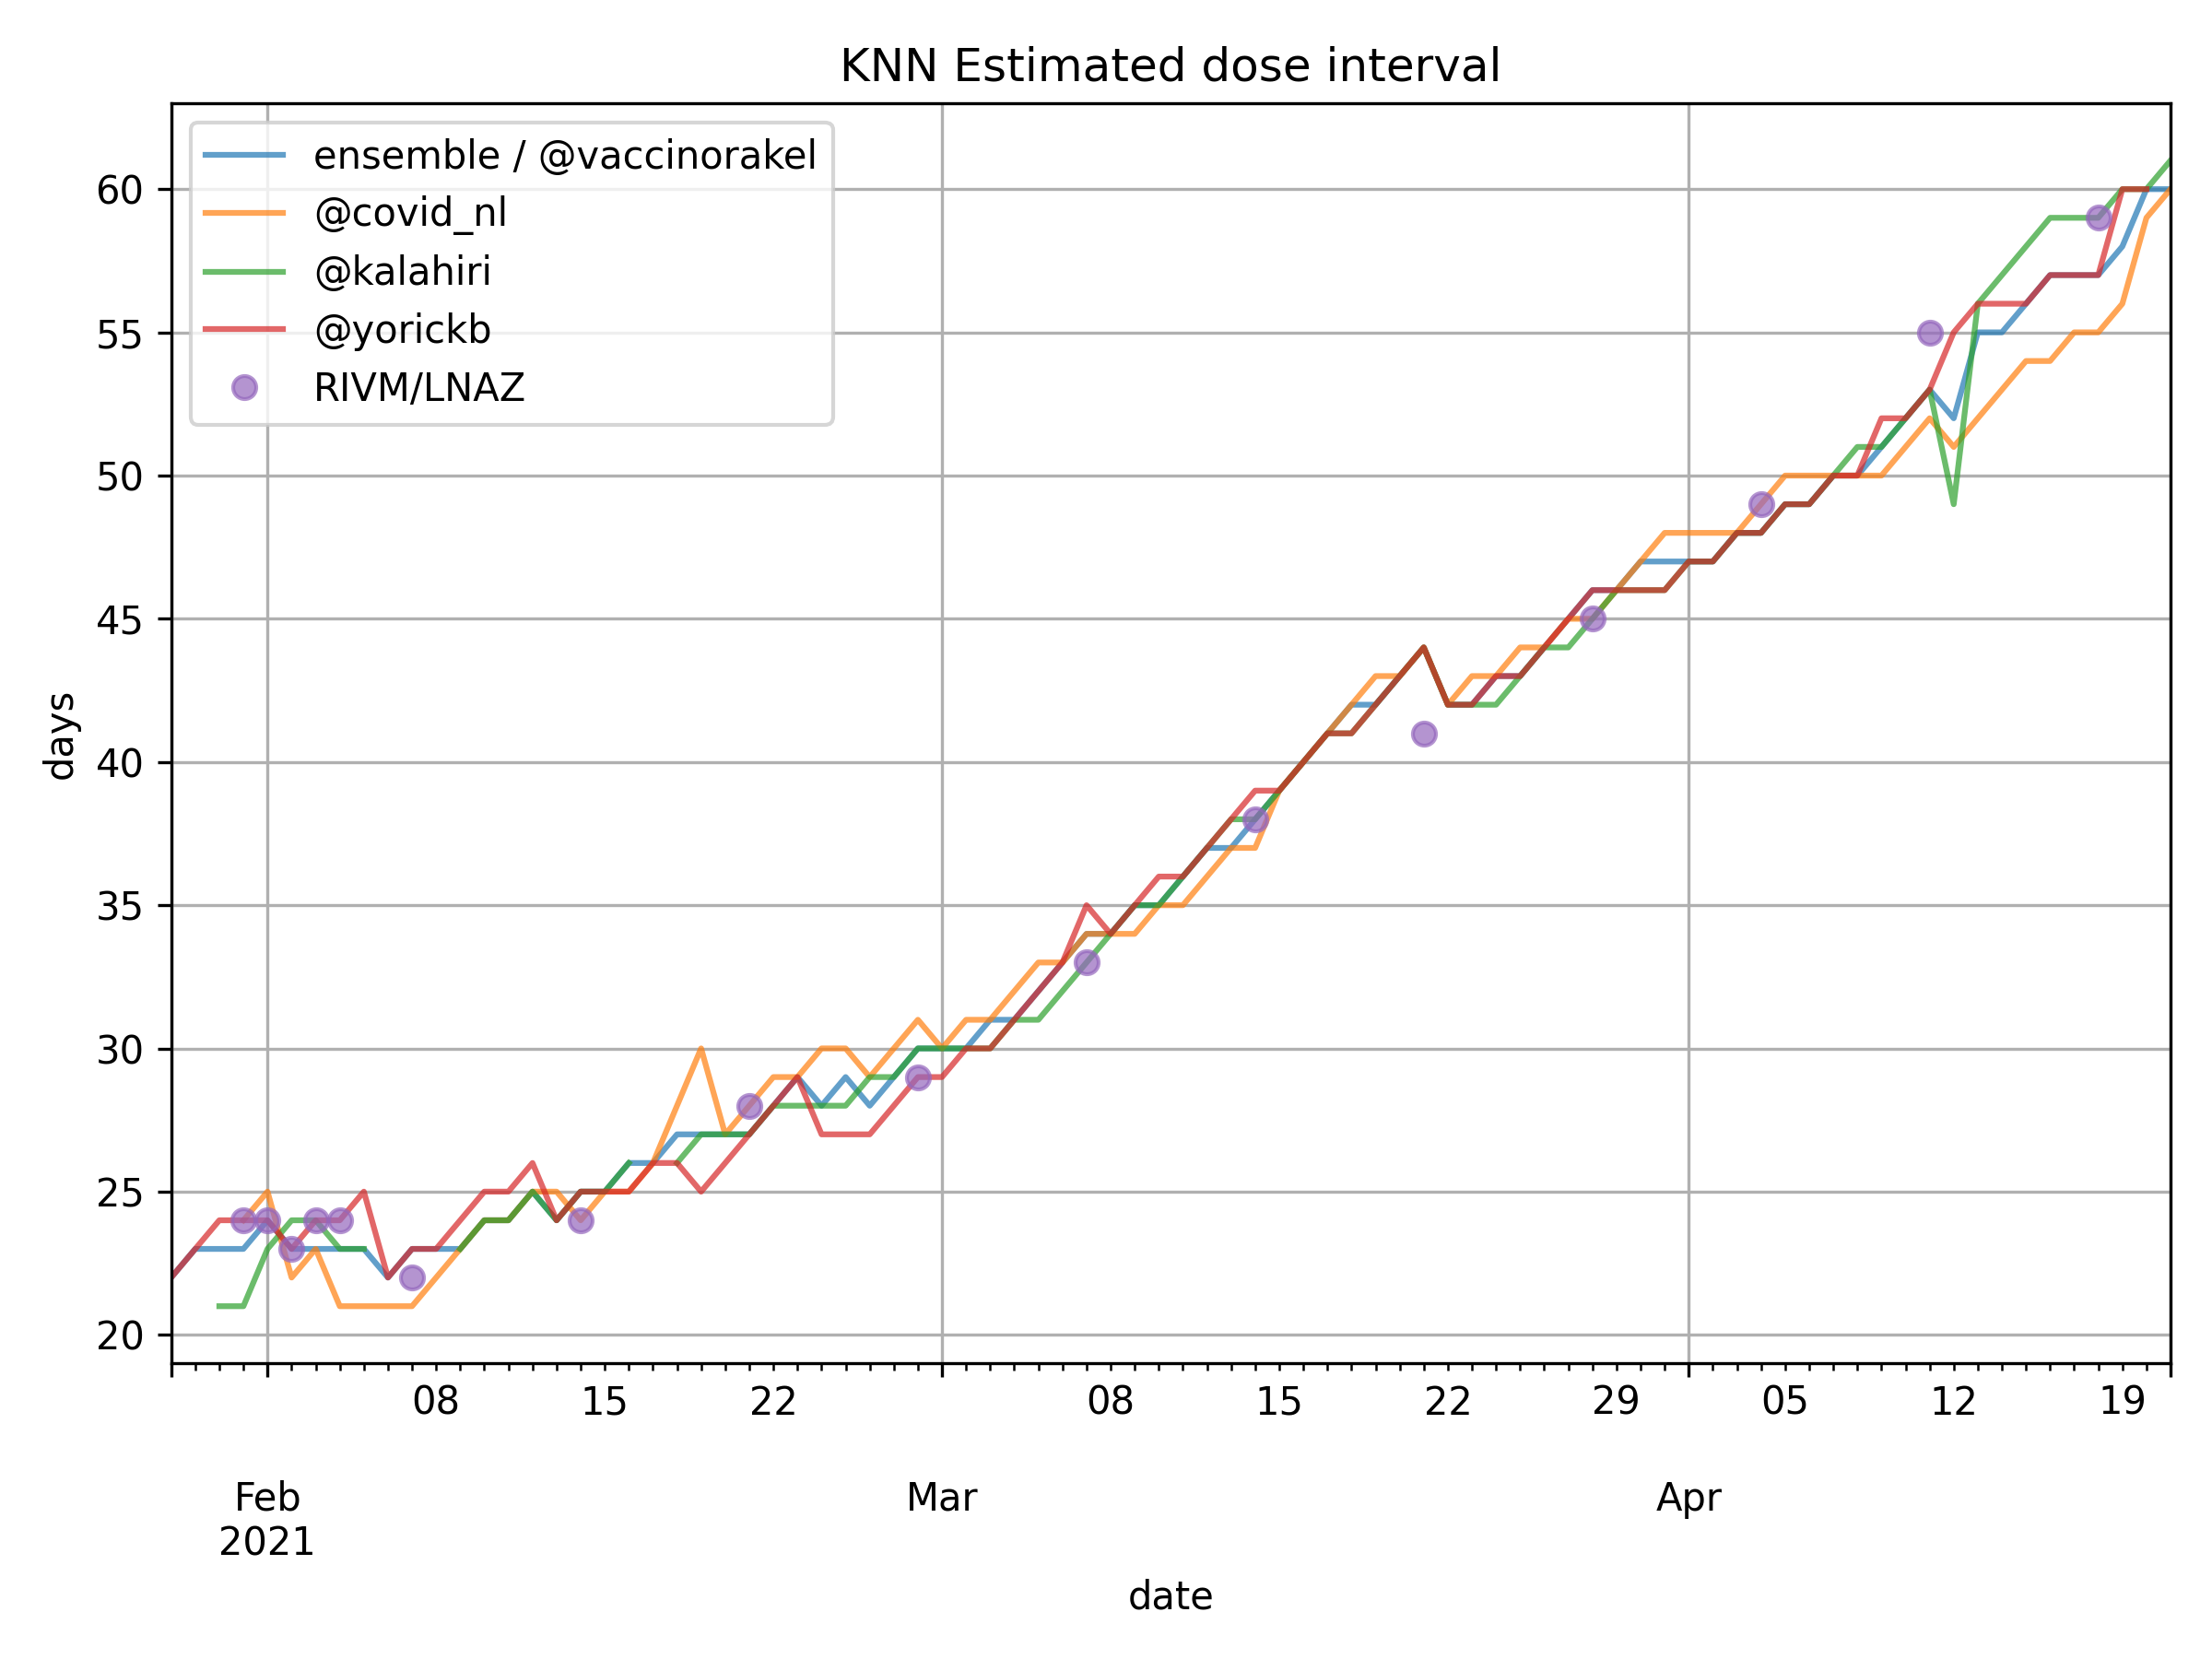 KNN Estimated dose interval
ensemble / @vaccinorakel
@covid_nl
@kalahiri
@yorickb
RIVM/LNAZ
days
60
55
50
45
40
35
30
25
20
08 15 22 08 15 22 29 05 12 19
Feb Mar Apr
2021
date